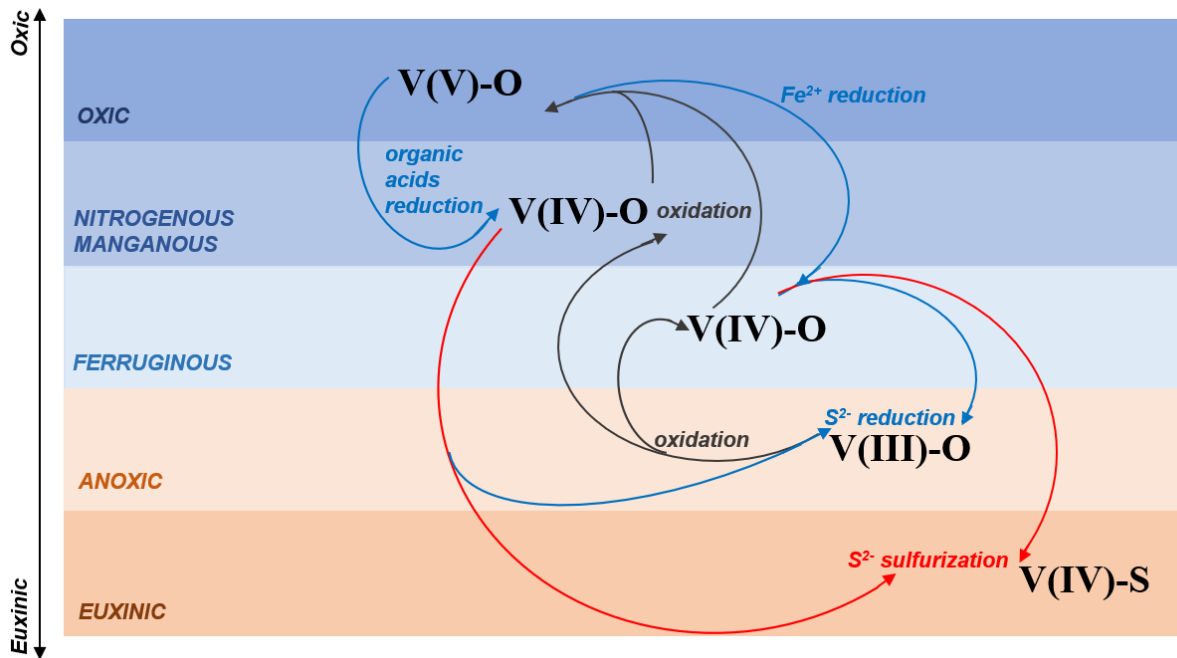 Oxic
V(V)-O
Fe²⁺ reduction
OXIC
organic
acids
reduction
V(IV)-O
oxidation
NITROGENOUS
MANGANOUS
V(IV)-O
FERRUGINOUS
S²⁻ reduction
oxidation
V(III)-O
ANOXIC
S²⁻ sulfurization
V(IV)-S
EUXINIC
Euxinic